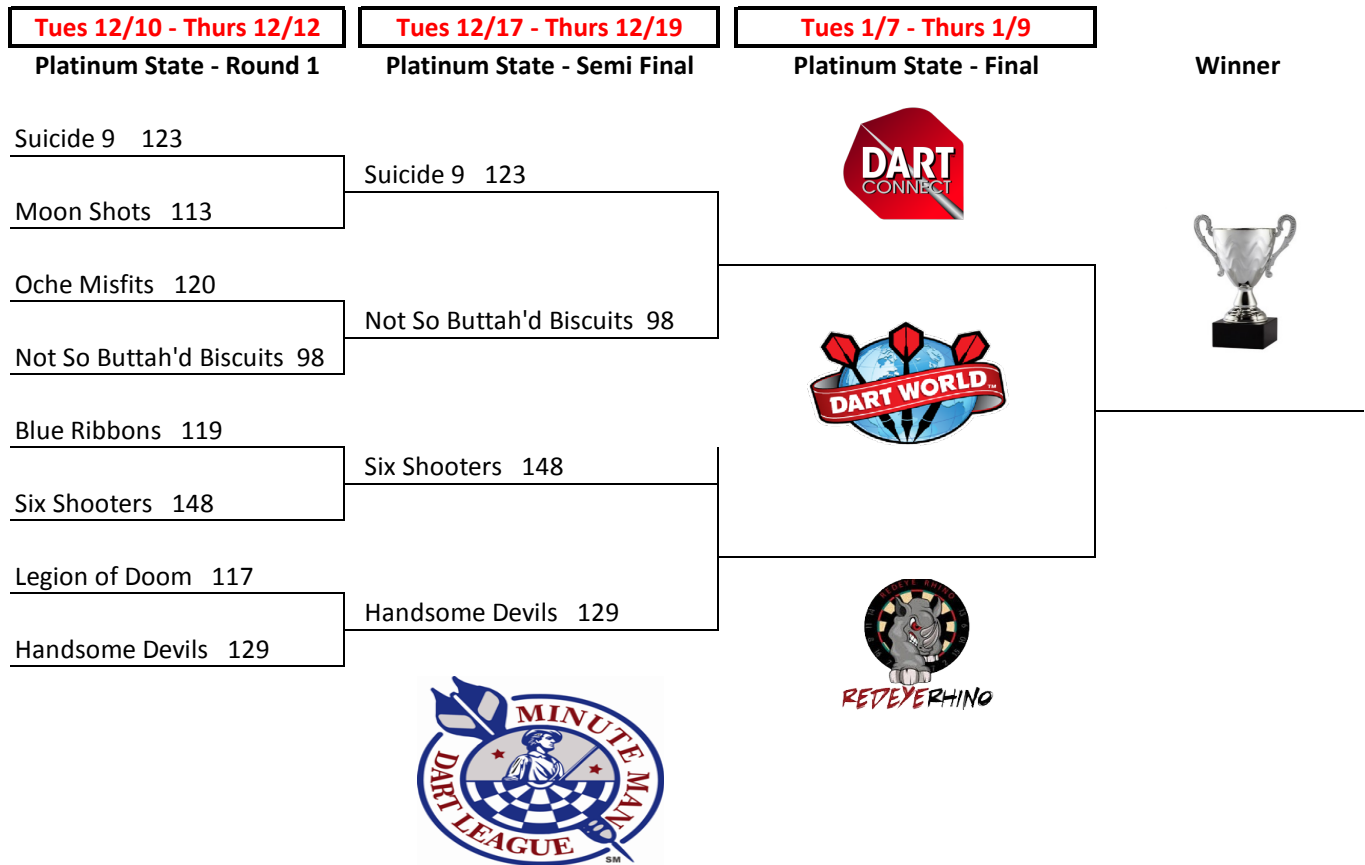 Tues 12/10 - Thurs 12/12
Tues 12/17 - Thurs 12/19
Tues 1/7 - Thurs 1/9
Platinum State - Round 1
Platinum State - Semi Final
Platinum State - Final
Winner
Suicide 9 123
Moon Shots 113
Oche Misfits 120
Not So Buttah'd Biscuits 98
Blue Ribbons 119
Six Shooters 148
Legion of Doom 117
Handsome Devils 129
Suicide 9 123
Not So Buttah'd Biscuits 98
Six Shooters 148
Handsome Devils 129
DART
CONNECT
DART WORLD™
REDEYE RHINO
REDEYERHINO
MINUTE MAN
DART LEAGUE
SM